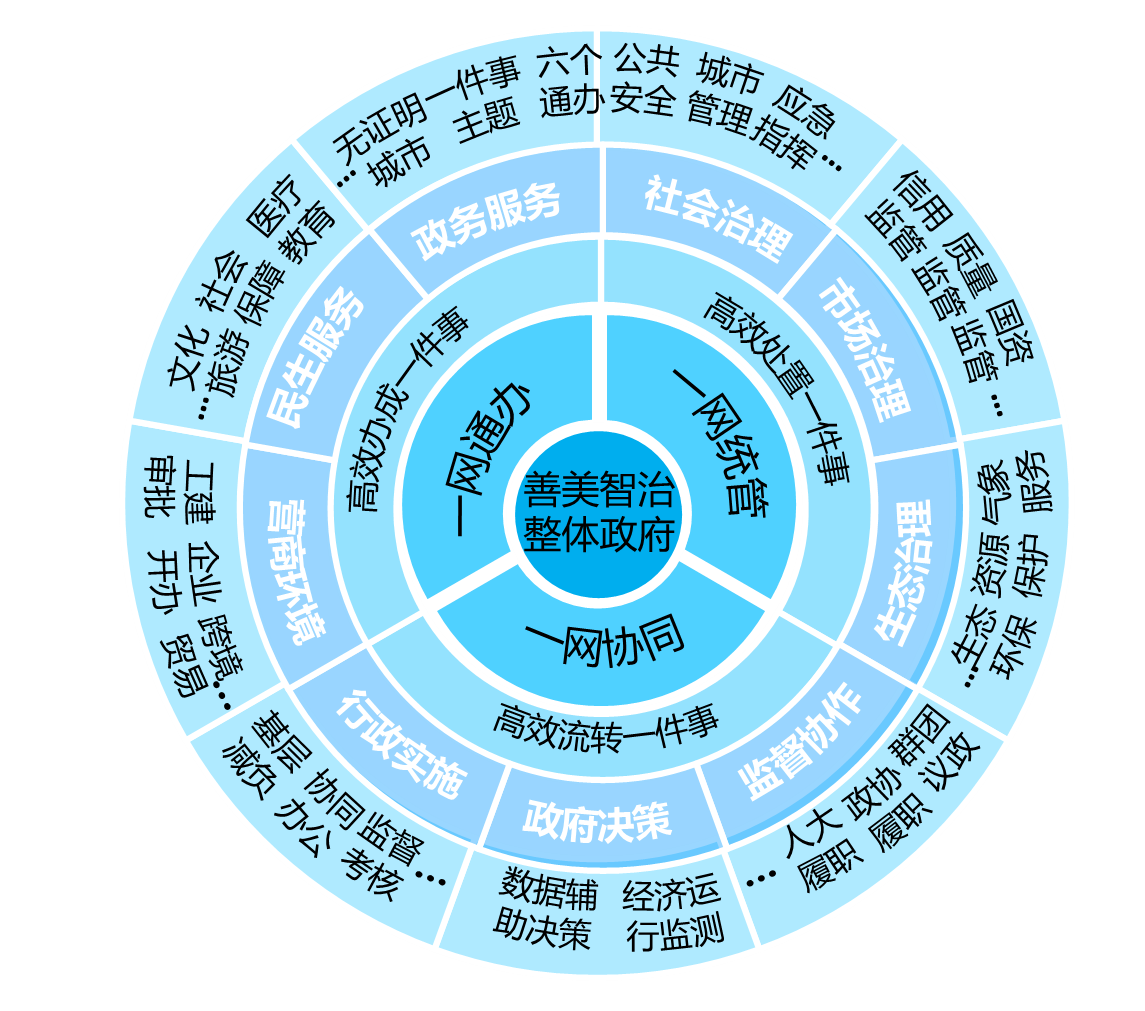 善美智治
整体政府
一网通办
一网统管
一网协同
高效办成一件事
高效处置一件事
高效流转一件事
政务服务
社会治理
市场治理
生态治理
监督协作
政府决策
行政实施
营商环境
民生服务
无证明
城市
一件事
主题
六个
通办
...
公共
安全
城市
管理
应急
指挥
...
信用
监管
质量
监管
国资
监管
...
气象
服务
资源
保护
生态
环保
...
群团
议政
政协
履职
人大
履职
...
经济运
行监测
数据辅
助决策
基层
减负
协同
办公
监督
考核
...
工建
审批
企业
开办
跨境
贸易
...
医疗
教育
社会
保障
文化
旅游
...